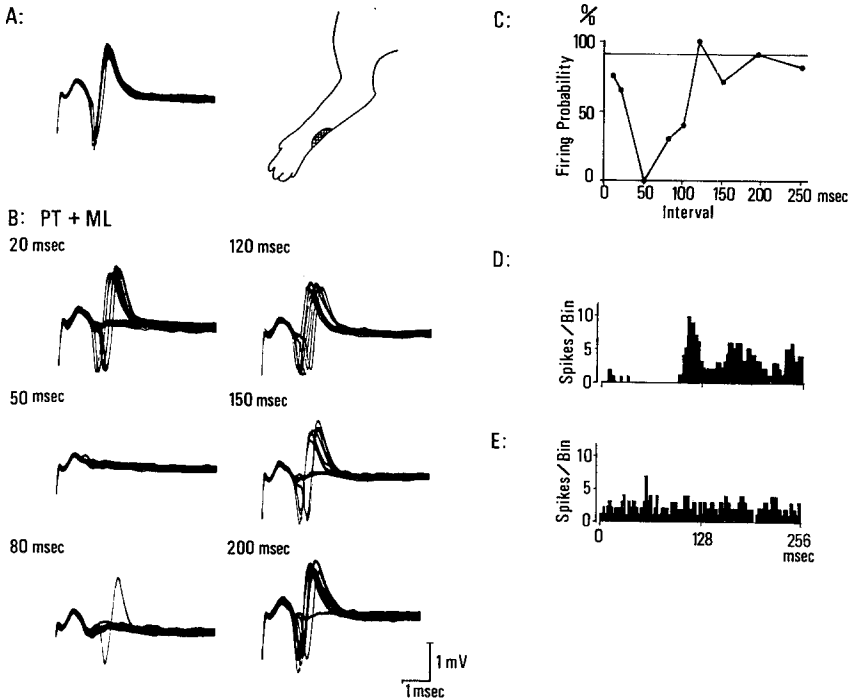 A:
B: PT + ML
20 msec
120 msec
50 msec
150 msec
80 msec
200 msec
1 mV
1 msec
C:
%
Firing Probability
100
50
0
0 50 100 150 200 250 msec
Interval
D:
Spikes/Bin
10
5
0
E:
Spikes/Bin
10
5
0
0 128 256
msec